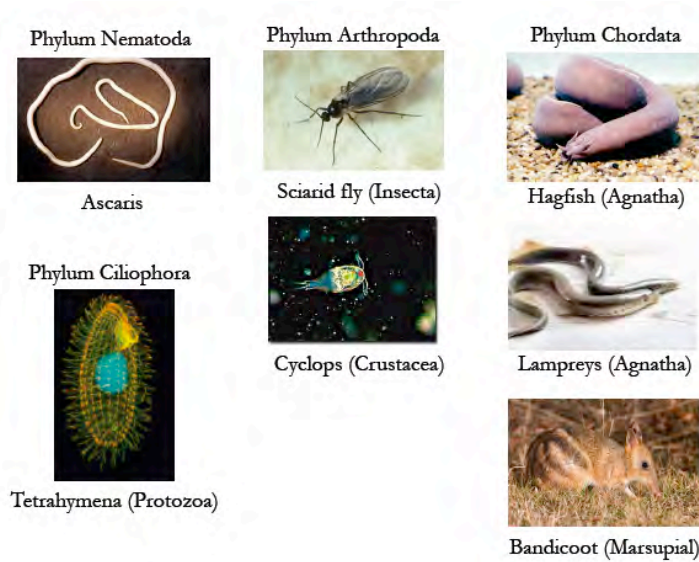 Phylum Nematoda
Ascaris
Phylum Ciliophora
Tetrahymena (Protozoa)
Phylum Arthropoda
Sciarid fly (Insecta)
Cyclops (Crustacea)
Phylum Chordata
Hagfish (Agnatha)
Lampreys (Agnatha)
Bandicoot (Marsupial)